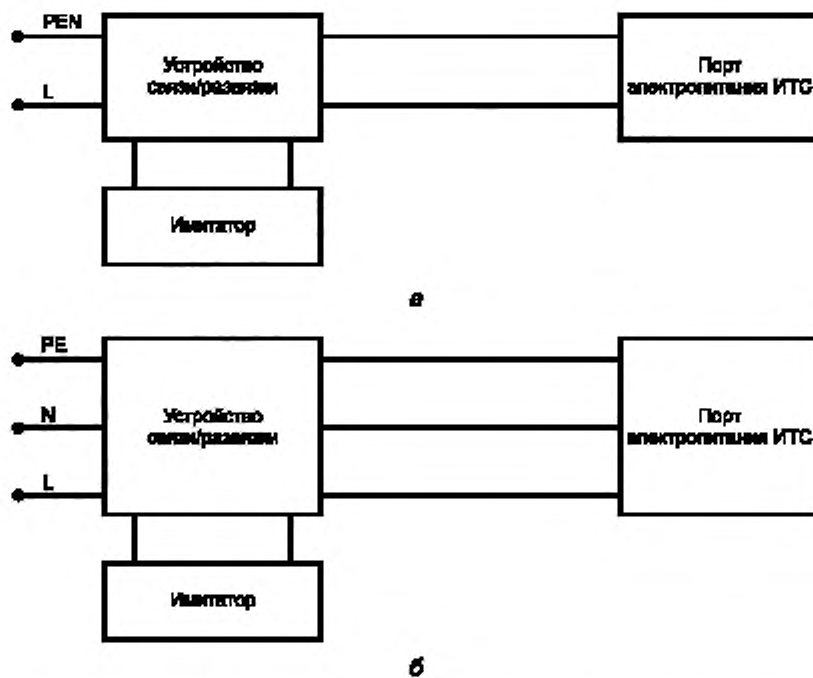 PEN
L
Устройство
связи/развязки
Порт
электропитания ИТС
Имитатор
а
PE
N
L
Устройство
связи/развязки
Порт
электропитания ИТС
Имитатор
б